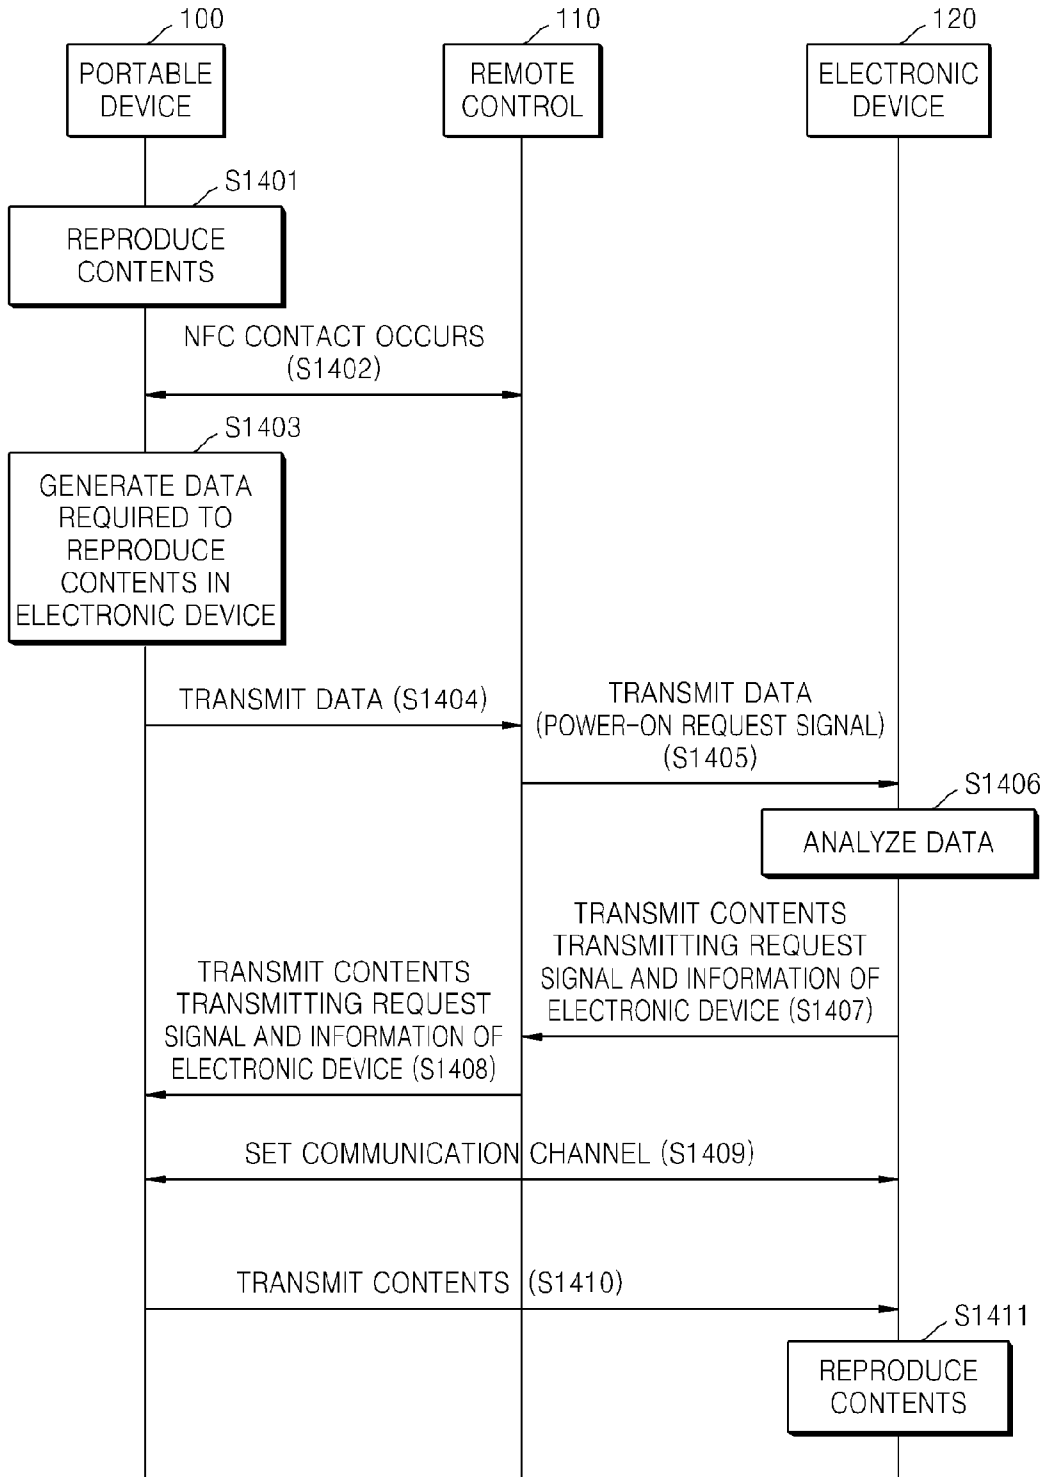 100
110
120
PORTABLE
DEVICE
REMOTE
CONTROL
ELECTRONIC
DEVICE
S1401
REPRODUCE
CONTENTS
NFC CONTACT OCCURS
(S1402)
S1403
GENERATE DATA
REQUIRED TO
REPRODUCE
CONTENTS IN
ELECTRONIC DEVICE
TRANSMIT DATA (S1404)
TRANSMIT DATA
(POWER-ON REQUEST SIGNAL)
(S1405)
S1406
ANALYZE DATA
TRANSMIT CONTENTS
TRANSMITTING REQUEST
SIGNAL AND INFORMATION OF
ELECTRONIC DEVICE (S1407)
TRANSMIT CONTENTS
TRANSMITTING REQUEST
SIGNAL AND INFORMATION OF
ELECTRONIC DEVICE (S1408)
SET COMMUNICATION CHANNEL (S1409)
TRANSMIT CONTENTS (S1410)
S1411
REPRODUCE
CONTENTS